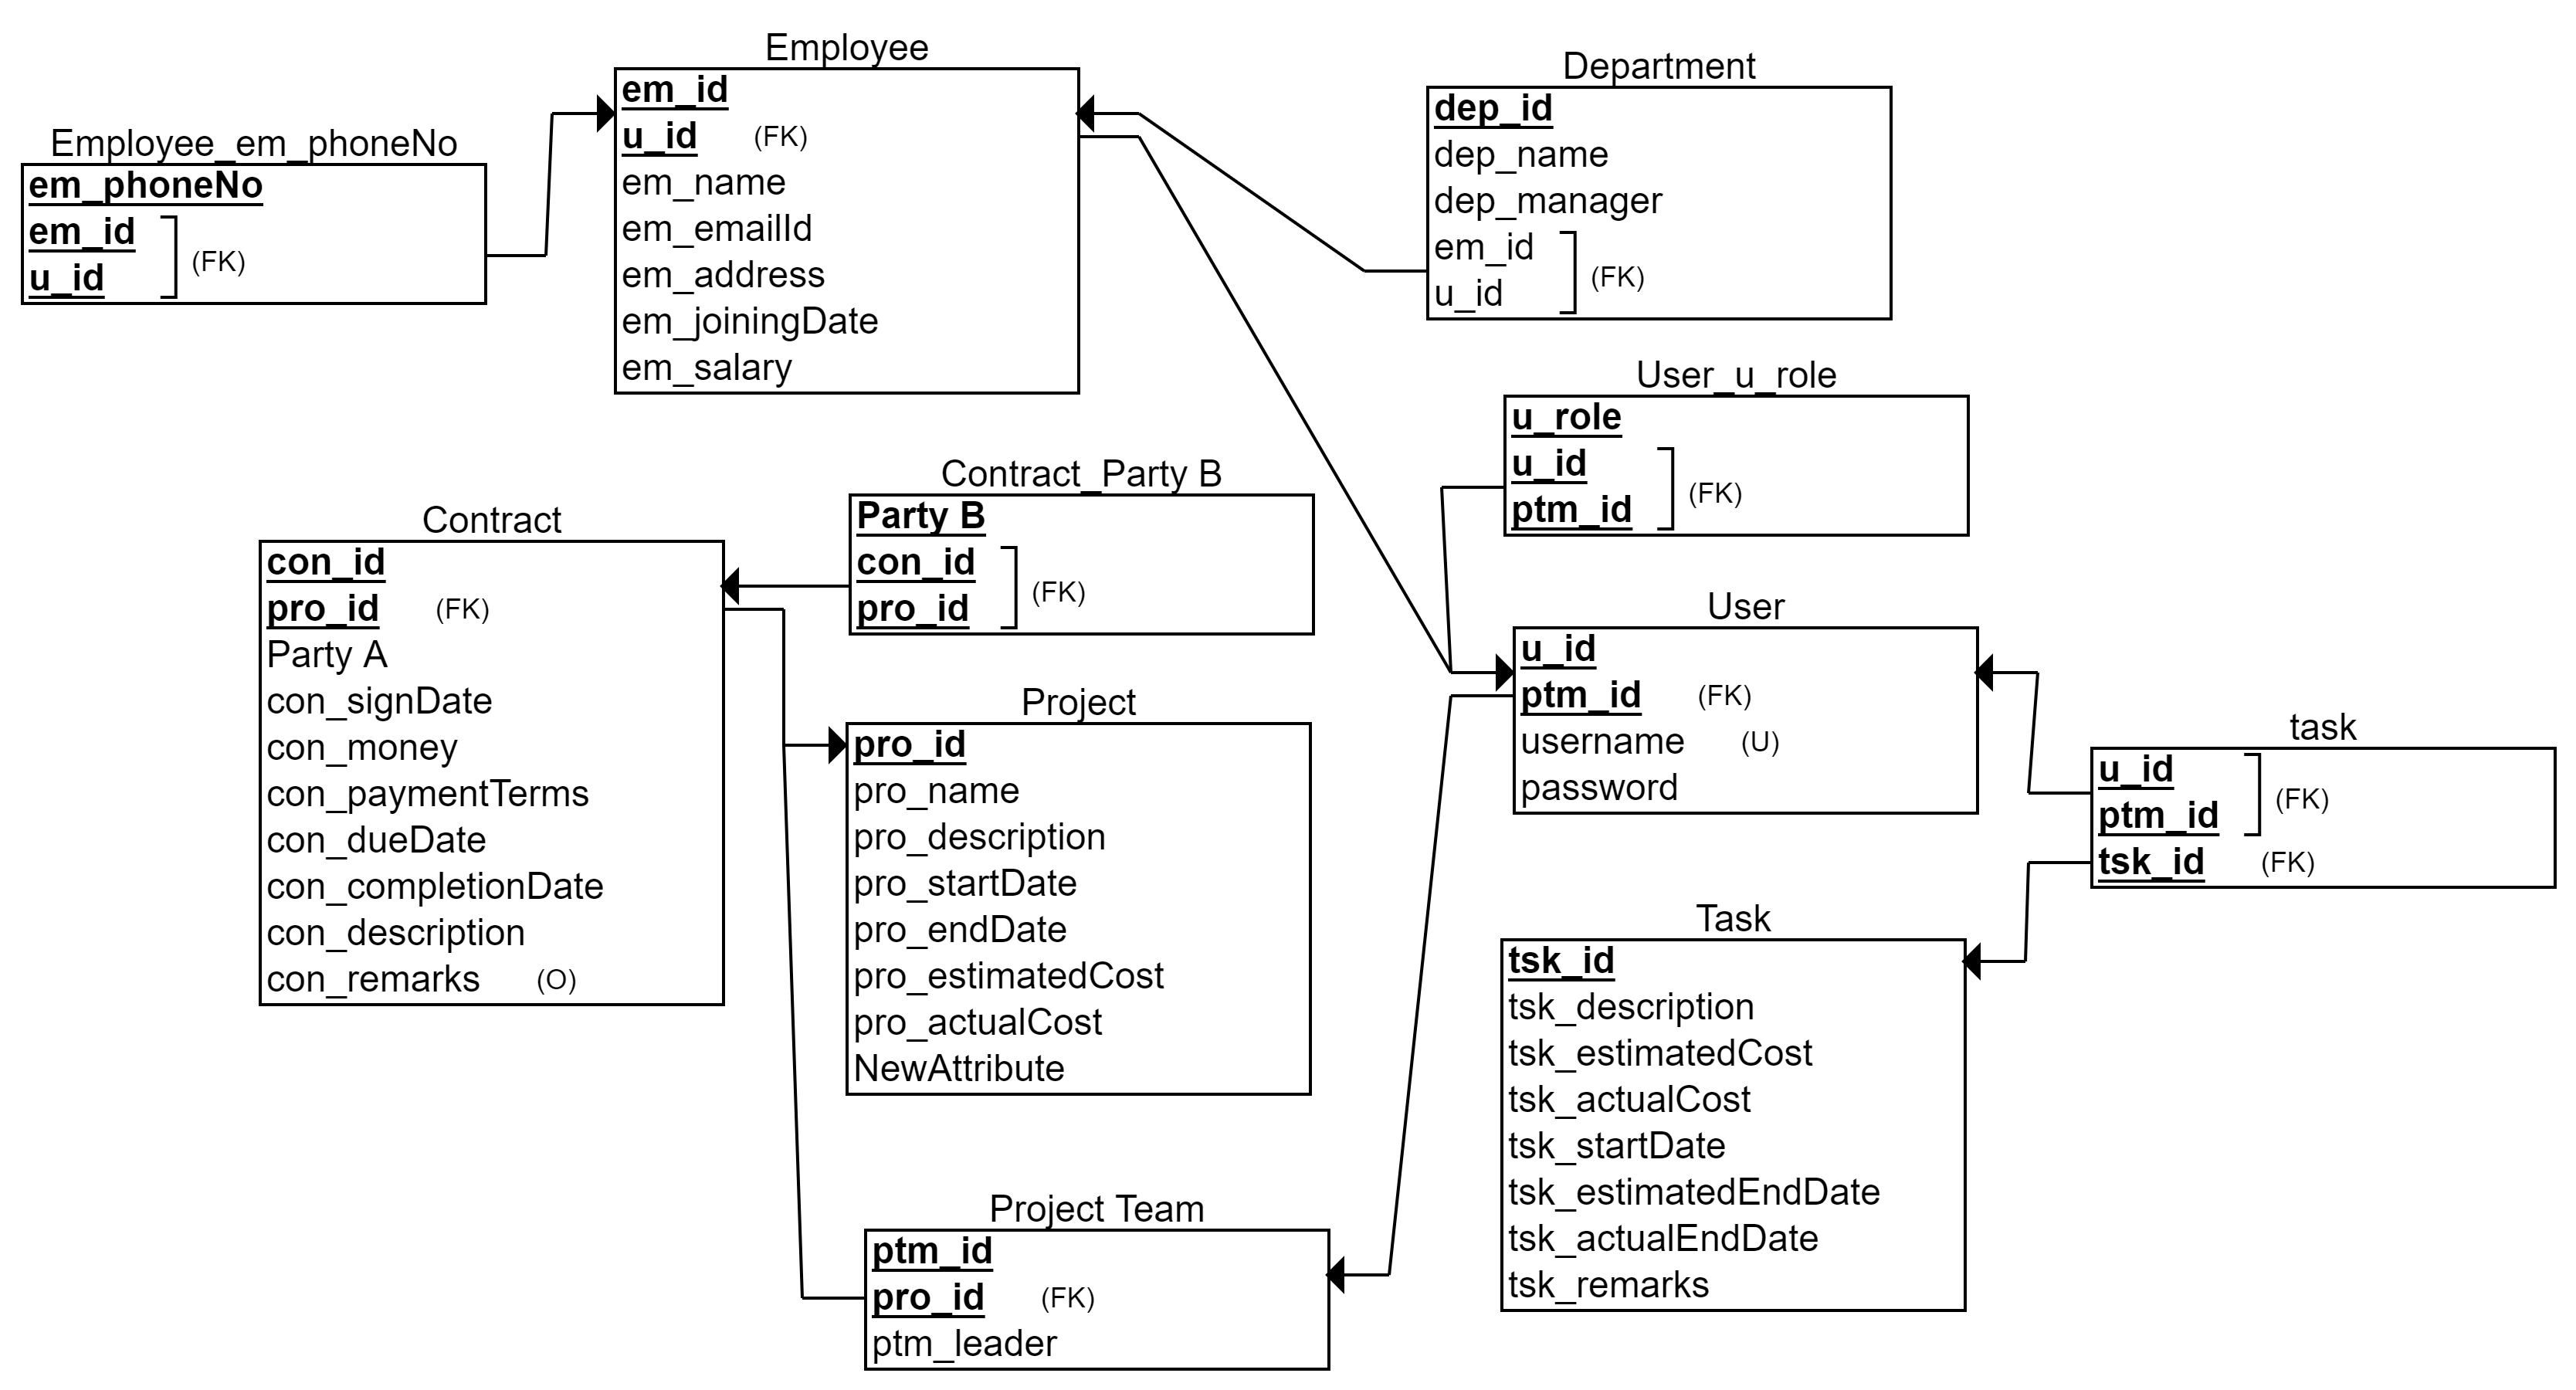 Employee
em_id
u_id (FK)
em_name
em_emailId
em_address
em_joiningDate
em_salary
Department
dep_id
dep_name
dep_manager
em_id
u_id
(FK)
Employee_em_phoneNo
em_phoneNo
em_id
u_id
(FK)
User_u_role
u_role
u_id
ptm_id
(FK)
Contract_Party B
Party B
con_id
pro_id
(FK)
Contract
con_id
pro_id (FK)
Party A
con_signDate
con_money
con_paymentTerms
con_dueDate
con_completionDate
con_description
con_remarks (O)
User
u_id
ptm_id (FK)
username (U)
password
Project
pro_id
pro_name
pro_description
pro_startDate
pro_endDate
pro_estimatedCost
pro_actualCost
NewAttribute
task
u_id
ptm_id
(FK)
tsk_id (FK)
Task
tsk_id
tsk_description
tsk_estimatedCost
tsk_actualCost
tsk_startDate
tsk_estimatedEndDate
tsk_actualEndDate
tsk_remarks
Project Team
ptm_id
pro_id (FK)
ptm_leader